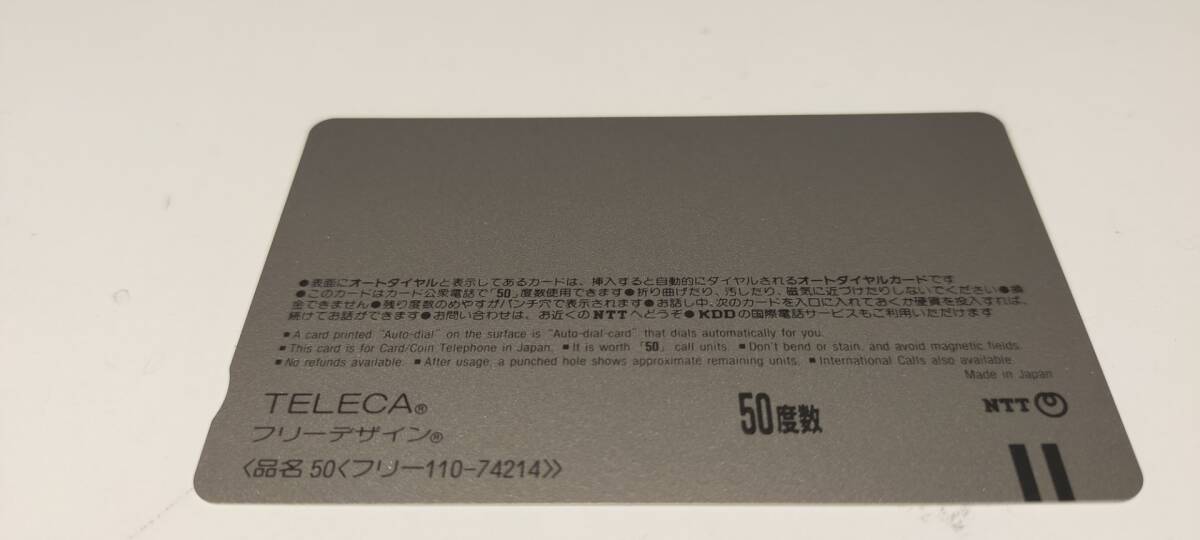 ●表面にオートダイヤルと表示してあるカードは、挿入すると自動的にダイヤルされるオートダイヤルカードです
●このカードはカード公衆電話で「50」度数使用できます●折り曲げたり、汚したり、磁気に近づけたりしないでください●換
金できません●残り度数のめやすがパンチ穴で表示されます●お話し中、次のカードを入口に入れておくか硬貨を投入すれば、
続けてお話ができます●お問い合わせは、お近くのNTTへどうぞ●KDDの国際電話サービスもご利用いただけます
■A card printed "Auto-dial" on the surface is "Auto-dial-card" that dials automatically for you.
■This card is for Card/Coin Telephone in Japan. ■It is worth「50」call units. ■Don't bend or stain, and avoid magnetic fields.
■No refunds available. ■After usage, a punched hole shows approximate remaining units. ■International Calls also available.
Made in Japan
TELECA®
フリーデザイン®
50度数
NTT
〈品名 50〈フリー110-74214〉〉